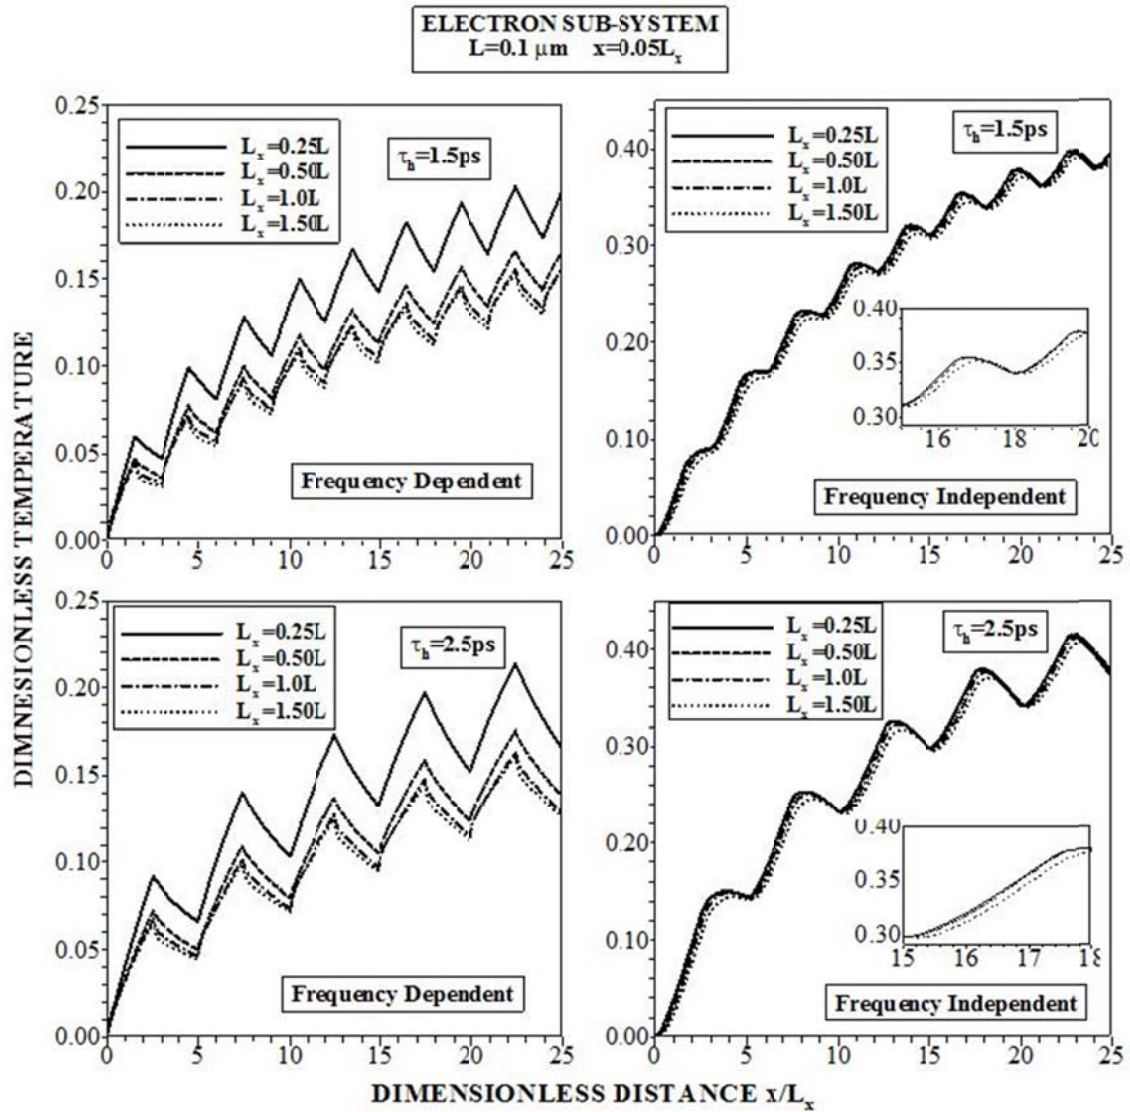 ELECTRON SUB-SYSTEM
L=0.1 μm x=0.05Lₓ
DIMNESIONLESS TEMPERATURE
0.25
0.20
0.15
0.10
0.05
0.00
Lₓ=0.25L
Lₓ=0.50L
Lₓ=1.0L
Lₓ=1.50L
τₕ=1.5ps
Frequency Dependent
0 5 10 15 20 25
0.40
0.30
0.20
0.10
0.00
Lₓ=0.25L
Lₓ=0.50L
Lₓ=1.0L
Lₓ=1.50L
τₕ=1.5ps
0.40
0.35
0.30
16 18 20
Frequency Independent
0 5 10 15 20 25
0.25
0.20
0.15
0.10
0.05
0.00
Lₓ=0.25L
Lₓ=0.50L
Lₓ=1.0L
Lₓ=1.50L
τₕ=2.5ps
Frequency Dependent
0 5 10 15 20 25
0.40
0.30
0.20
0.10
0.00
Lₓ=0.25L
Lₓ=0.50L
Lₓ=1.0L
Lₓ=1.50L
τₕ=2.5ps
0.40
0.35
0.30
15 16 17 18
Frequency Independent
0 5 10 15 20 25
DIMENSIONLESS DISTANCE x/Lₓ